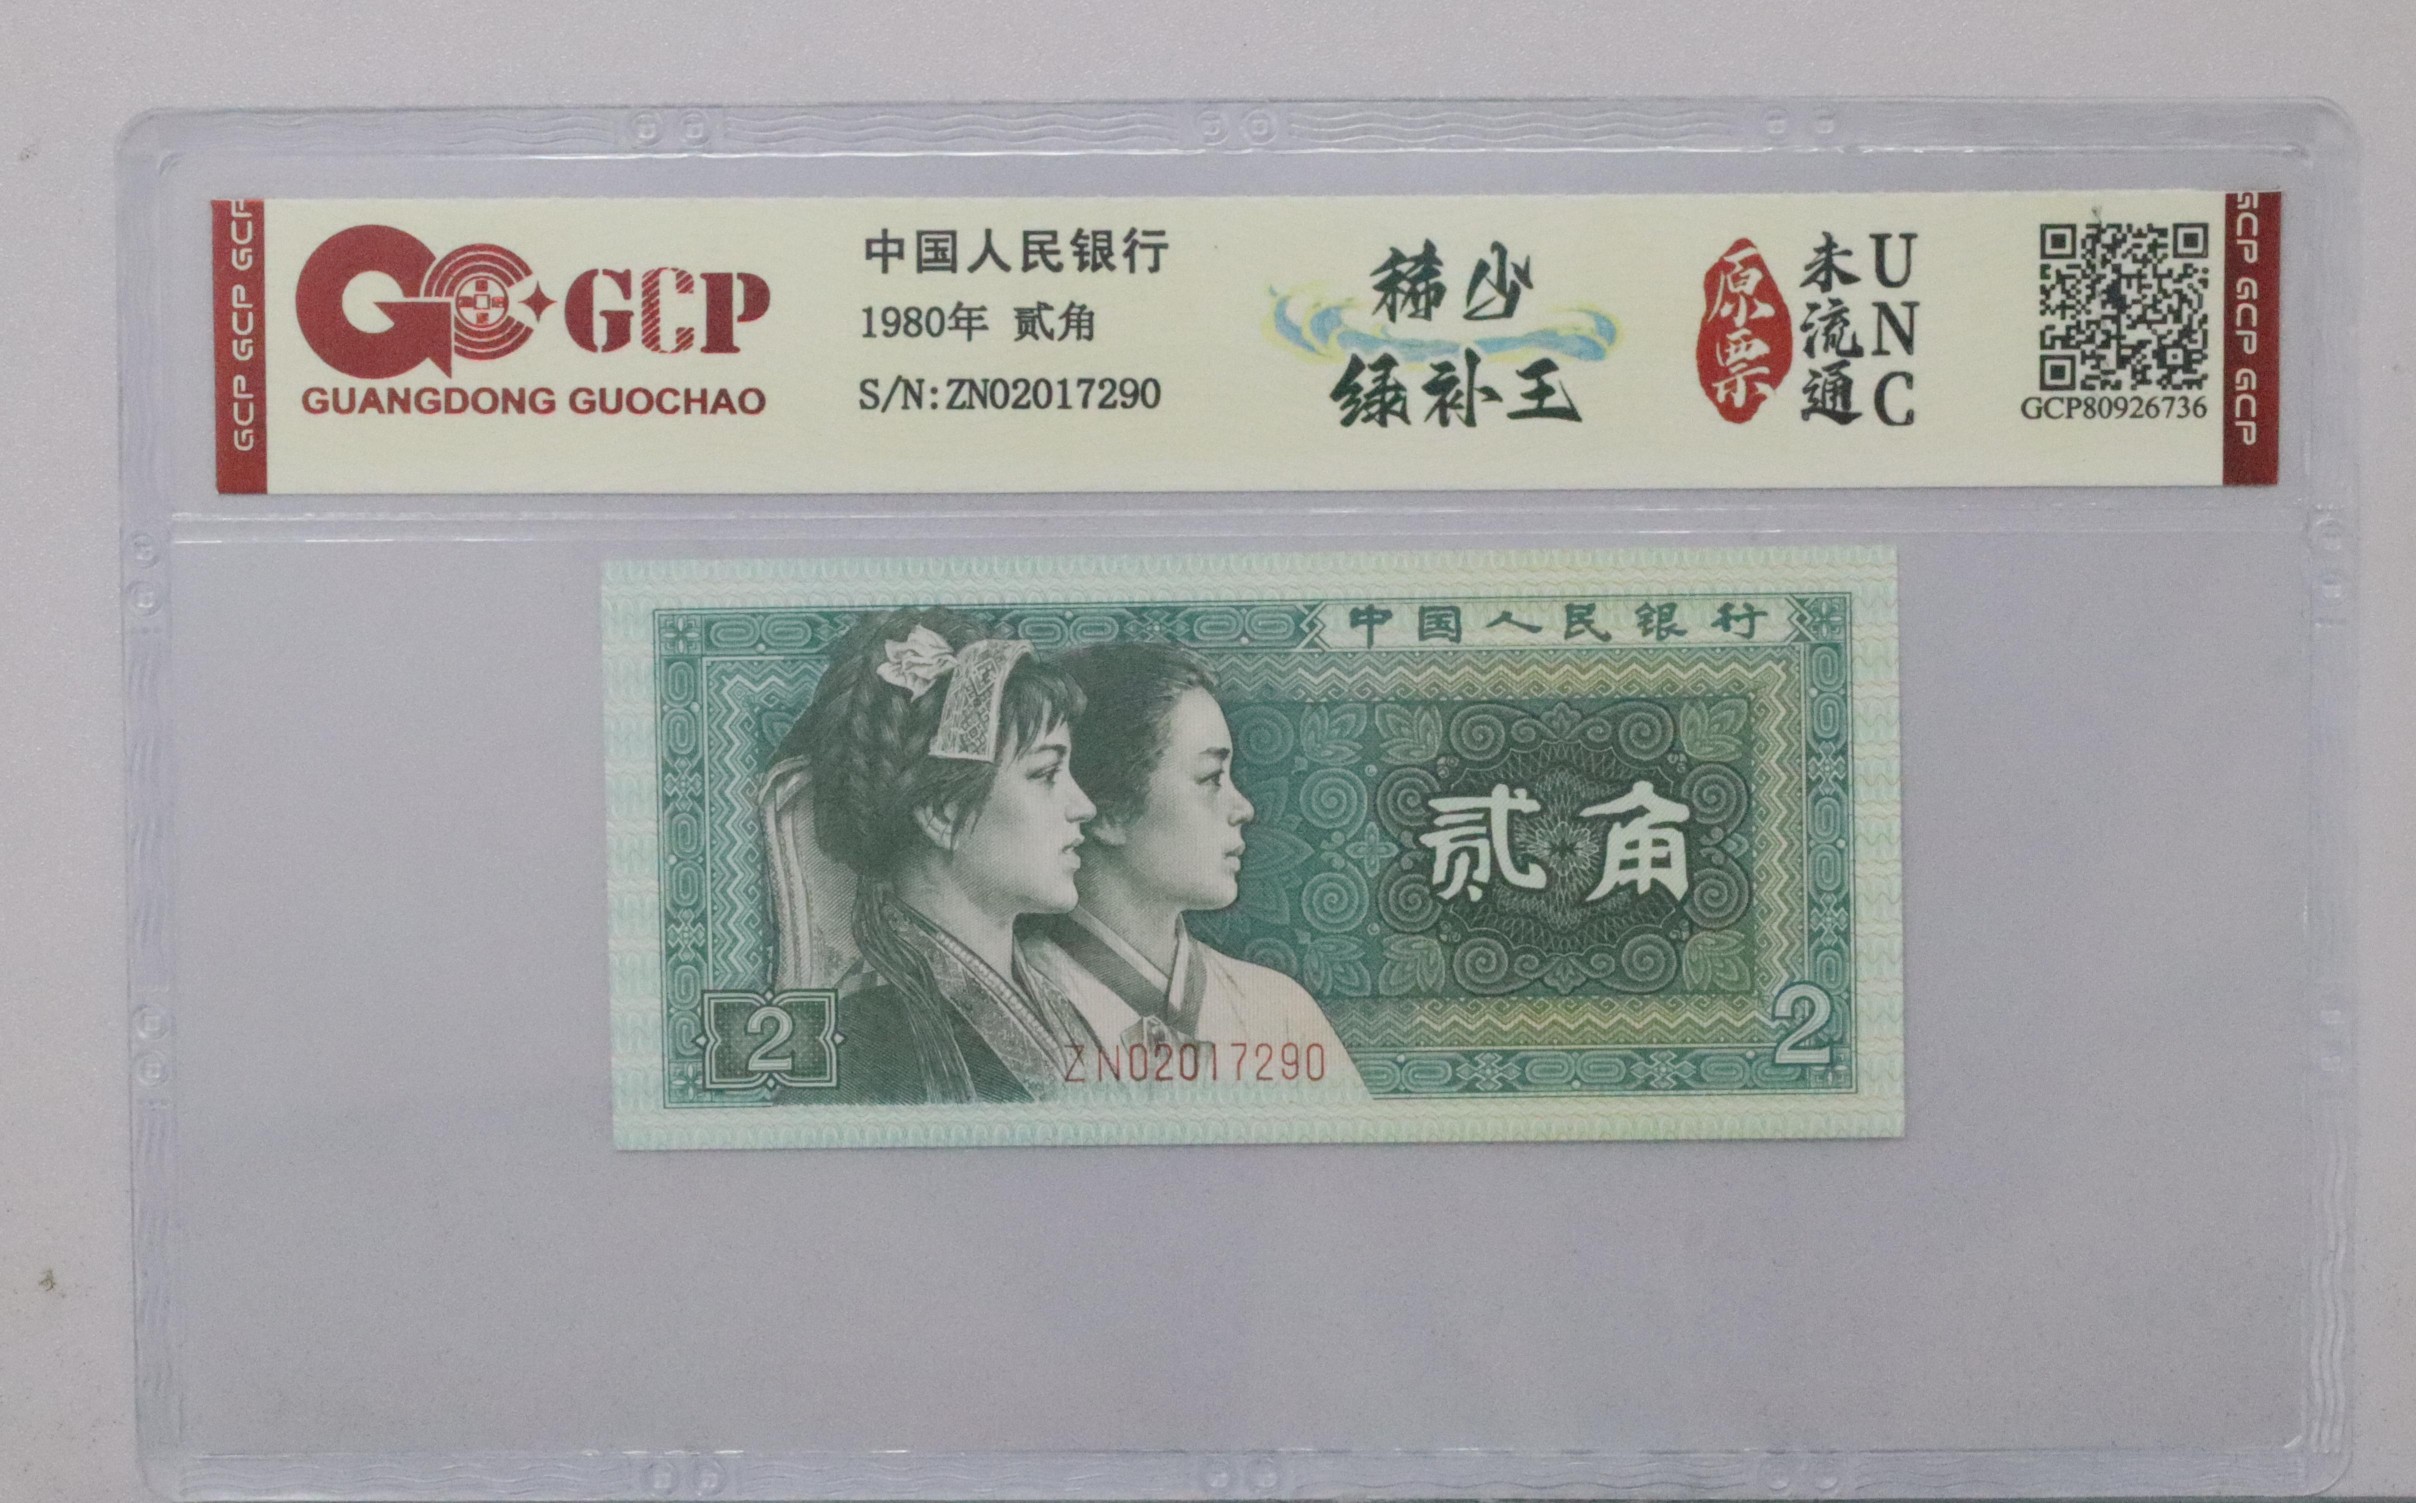 GCP GCP GCP
GCP
GUANGDONG GUOCHAO
中国人民银行
1980年 贰角
S/N:ZN02017290
稀少
绿补王
原票
未流通
UNC
GCP80926736
GCP GCP GCP
中国人民银行
贰角
2
2
ZN02017290